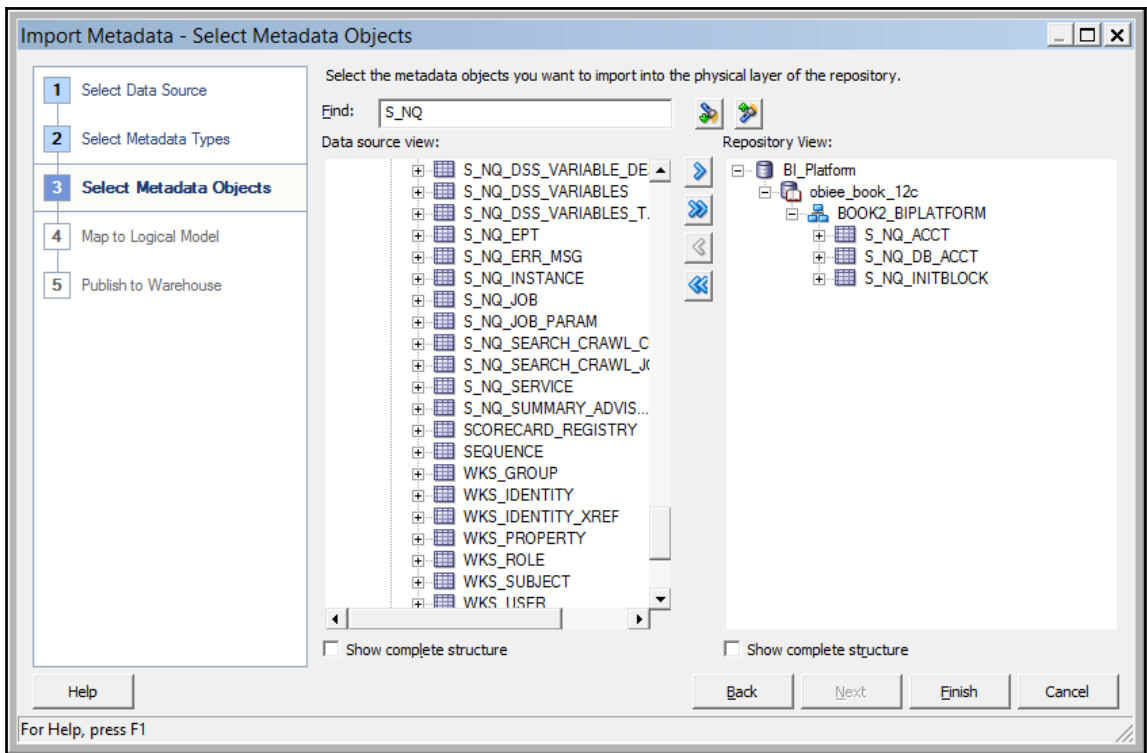 Import Metadata - Select Metadata Objects
1 Select Data Source
2 Select Metadata Types
3 Select Metadata Objects
4 Map to Logical Model
5 Publish to Warehouse
Select the metadata objects you want to import into the physical layer of the repository.
Find: S_NQ
Data source view:
S_NQ_DSS_VARIABLE_DE
S_NQ_DSS_VARIABLES
S_NQ_DSS_VARIABLES_T.
S_NQ_EPT
S_NQ_ERR_MSG
S_NQ_INSTANCE
S_NQ_JOB
S_NQ_JOB_PARAM
S_NQ_SEARCH_CRAWL_C
S_NQ_SEARCH_CRAWL_J
S_NQ_SERVICE
S_NQ_SUMMARY_ADVIS...
SCORECARD_REGISTRY
SEQUENCE
WKS_GROUP
WKS_IDENTITY
WKS_IDENTITY_XREF
WKS_PROPERTY
WKS_ROLE
WKS_SUBJECT
WKS_USER
Show complete structure
Repository View:
BI_Platform
obiee_book_12c
BOOK2_BIPLATFORM
S_NQ_ACCT
S_NQ_DB_ACCT
S_NQ_INITBLOCK
Show complete structure
Help
Back
Next
Finish
Cancel
For Help, press F1